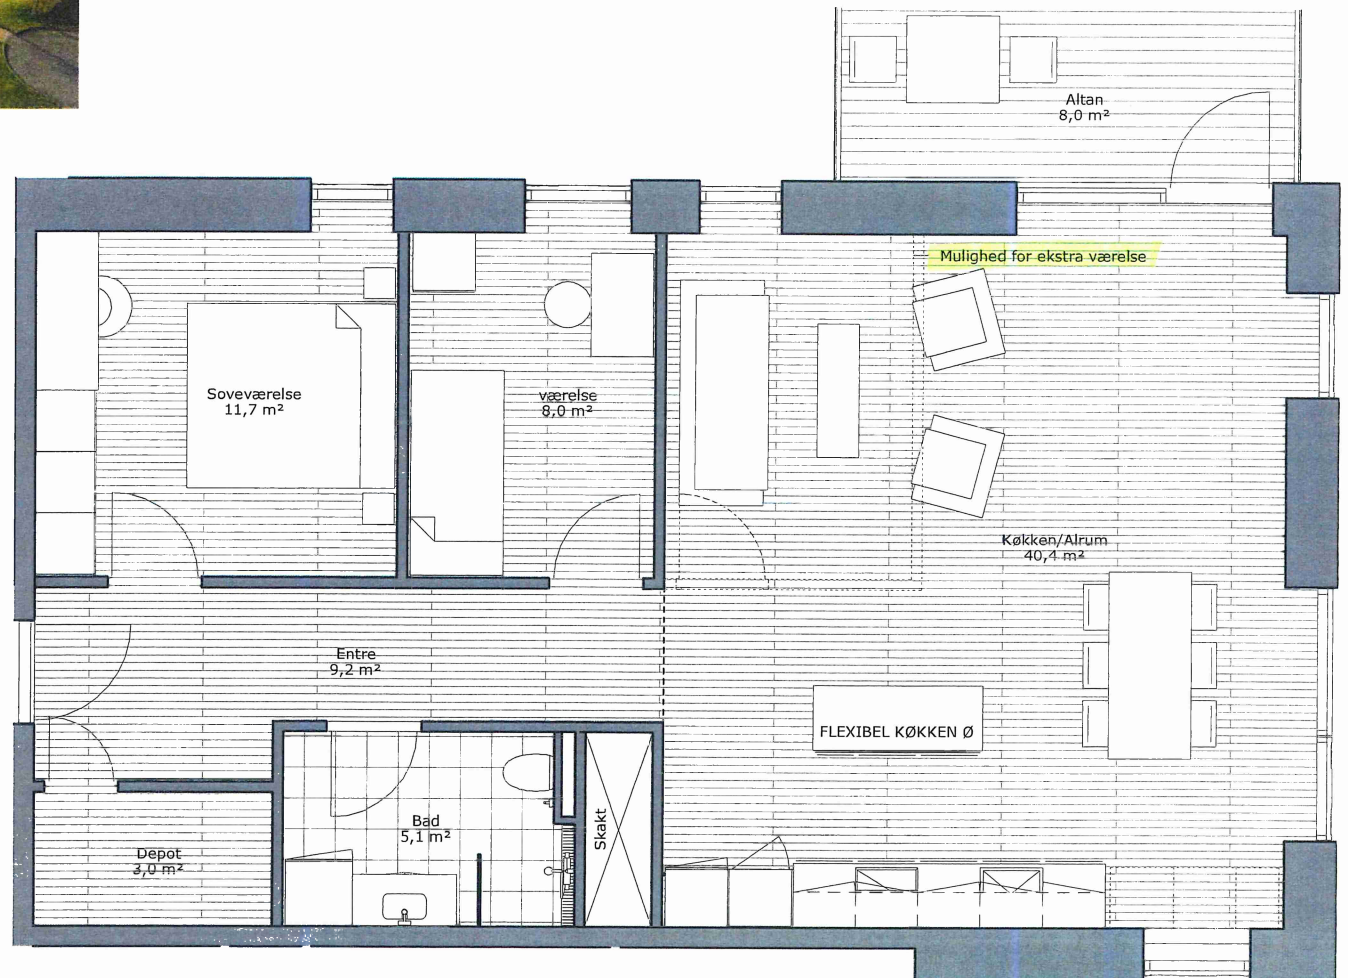 Altan
8,0 m²
Mulighed for ekstra værelse
Soveværelse
11,7 m²
værelse
8,0 m²
Køkken/Alrum
40,4 m²
Entre
9,2 m²
FLEXIBEL KØKKEN Ø
Bad
5,1 m²
Skakt
Depot
3,0 m²